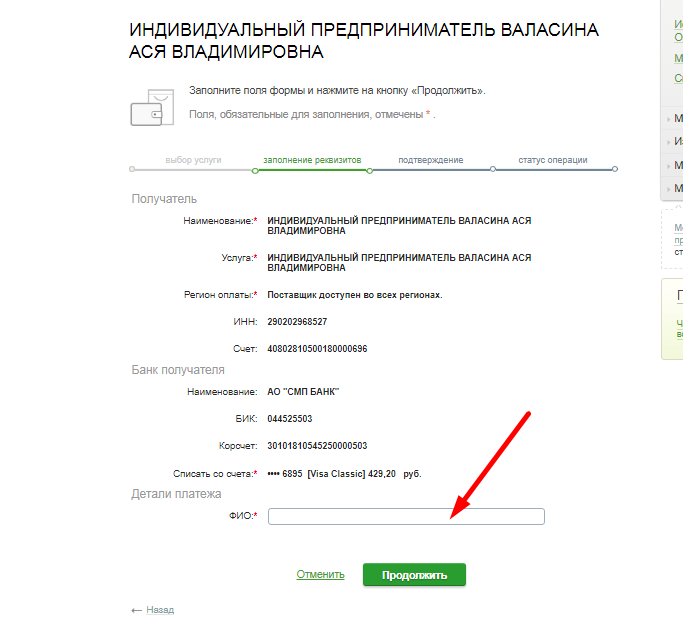 ИНДИВИДУАЛЬНЫЙ ПРЕДПРИНИМАТЕЛЬ ВАЛАСИНА
АСЯ ВЛАДИМИРОВНА
Заполните поля формы и нажмите на кнопку «Продолжить».
Поля, обязательные для заполнения, отмечены * .
выбор услуги заполнение реквизитов подтверждение статус операции
Получатель
Наименование:* ИНДИВИДУАЛЬНЫЙ ПРЕДПРИНИМАТЕЛЬ ВАЛАСИНА АСЯ
ВЛАДИМИРОВНА
Услуга:* ИНДИВИДУАЛЬНЫЙ ПРЕДПРИНИМАТЕЛЬ ВАЛАСИНА АСЯ
ВЛАДИМИРОВНА
Регион оплаты:* Поставщик доступен во всех регионах.
ИНН: 290202968527
Счет: 40802810500180000696
Банк получателя
Наименование: АО "СМП БАНК"
БИК: 044525503
Корсчет: 30101810545250000503
Списать со счета:* •••• 6895 [Visa Classic] 429,20 руб.
Детали платежа
ФИО:*
Отменить Продолжить
← Назад